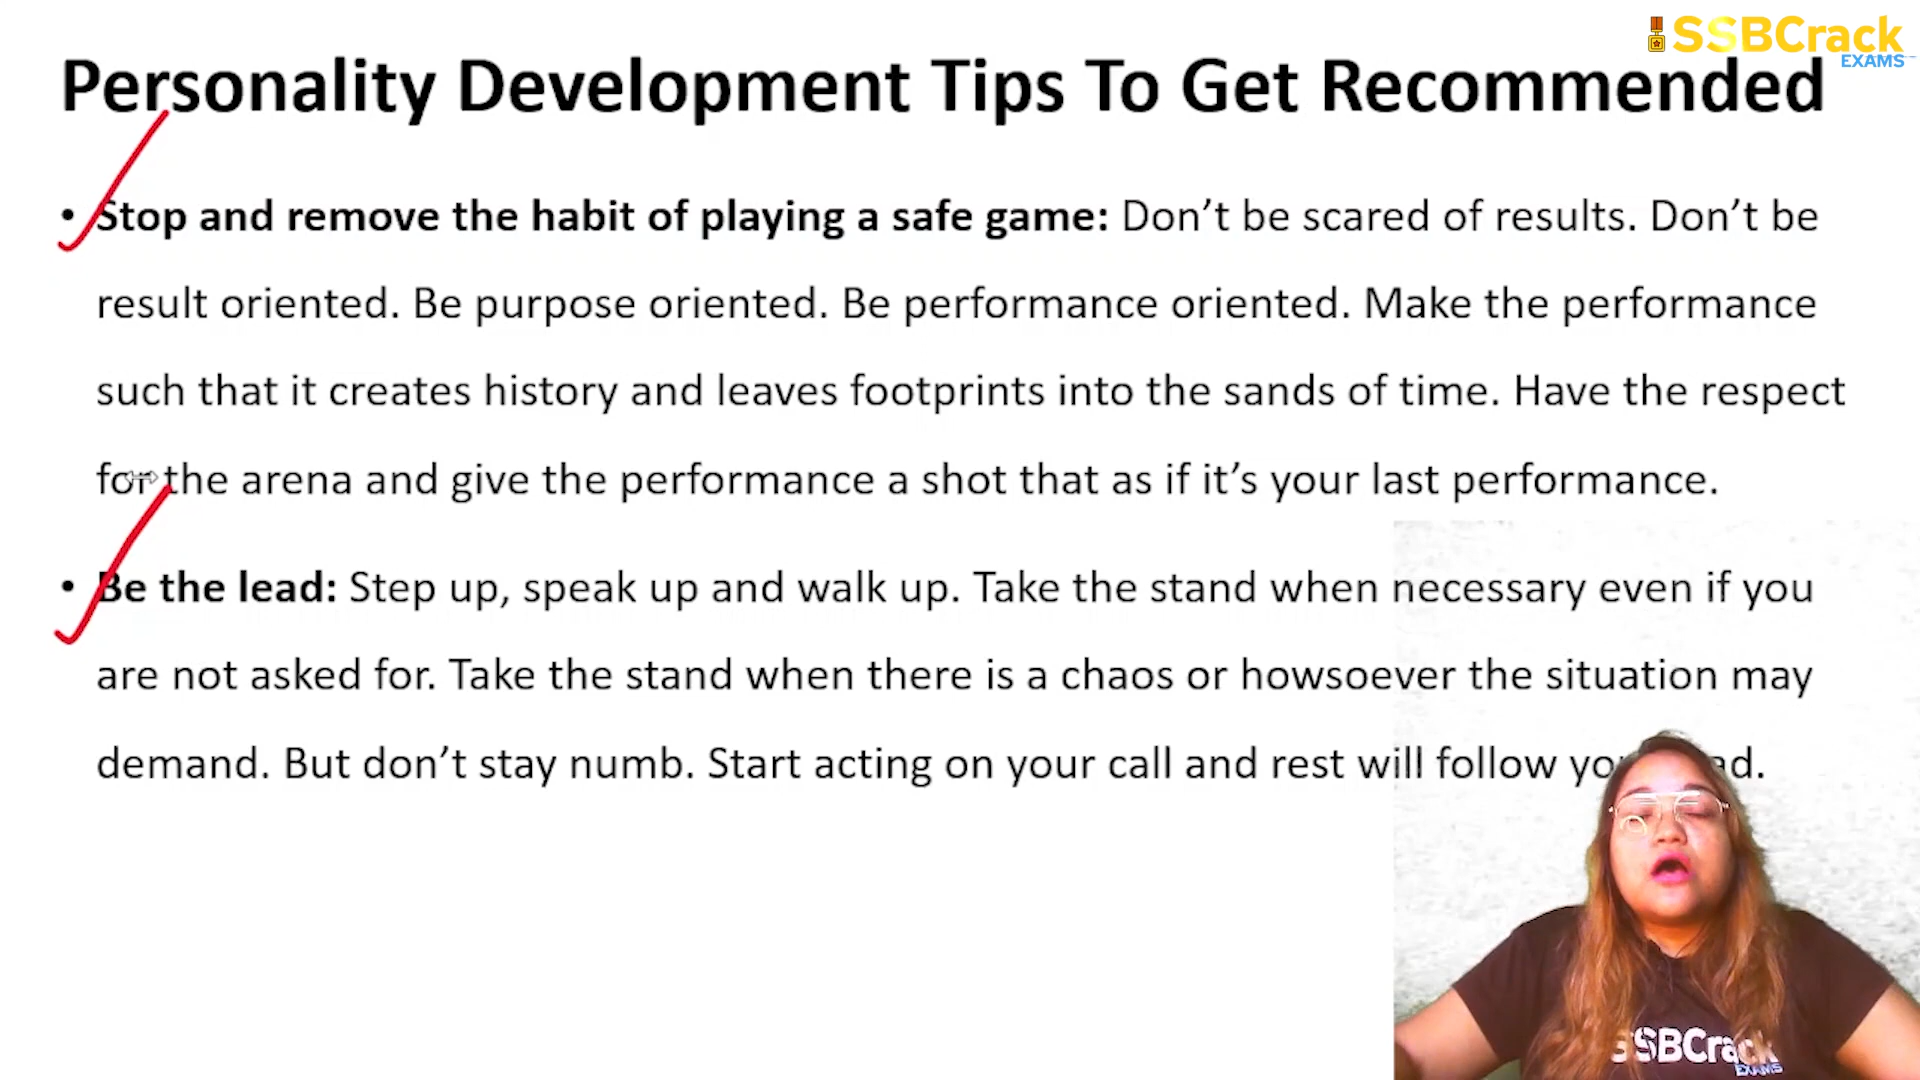 SSBCrack
EXAMS
Personality Development Tips To Get Recommended
• Stop and remove the habit of playing a safe game: Don't be scared of results. Don't be
result oriented. Be purpose oriented. Be performance oriented. Make the performance
such that it creates history and leaves footprints into the sands of time. Have the respect
for the arena and give the performance a shot that as if it's your last performance.
• Be the lead: Step up, speak up and walk up. Take the stand when necessary even if you
are not asked for. Take the stand when there is a chaos or howsoever the situation may
demand. But don't stay numb. Start acting on your call and rest will follow
SSBCrack
EXAMS